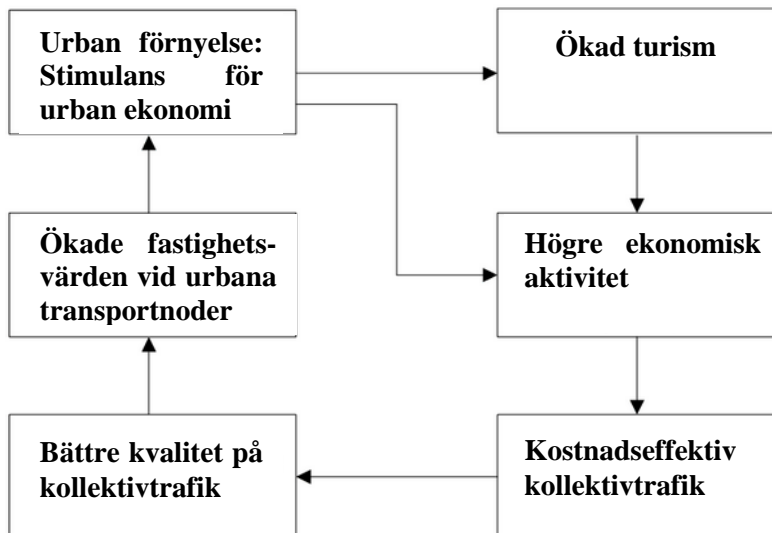 Urban förnyelse:
Stimulans för
urban ekonomi
Ökad turism
Ökade fastighets-
värden vid urbana
transportnoder
Högre ekonomisk
aktivitet
Bättre kvalitet på
kollektivtrafik
Kostnadseffektiv
kollektivtrafik